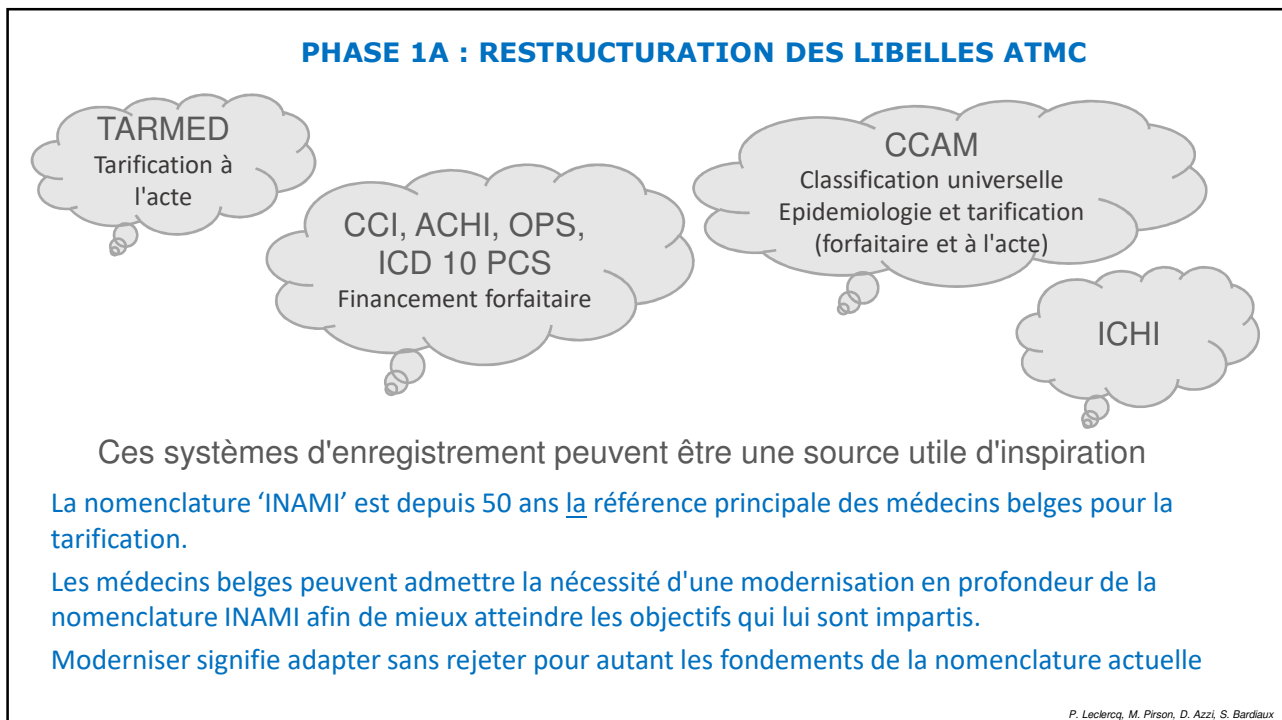 PHASE 1A : RESTRUCTURATION DES LIBELLES ATMC
TARMED
Tarification à
l'acte
CCI, ACHI, OPS,
ICD 10 PCS
Financement forfaitaire
CCAM
Classification universelle
Epidemiologie et tarification
(forfaitaire et à l'acte)
ICHI
Ces systèmes d'enregistrement peuvent être une source utile d'inspiration
La nomenclature ‘INAMI’ est depuis 50 ans la référence principale des médecins belges pour la
tarification.
Les médecins belges peuvent admettre la nécessité d'une modernisation en profondeur de la
nomenclature INAMI afin de mieux atteindre les objectifs qui lui sont impartis.
Moderniser signifie adapter sans rejeter pour autant les fondements de la nomenclature actuelle
P. Leclercq, M. Pirson, D. Azzi, S. Bardiaux